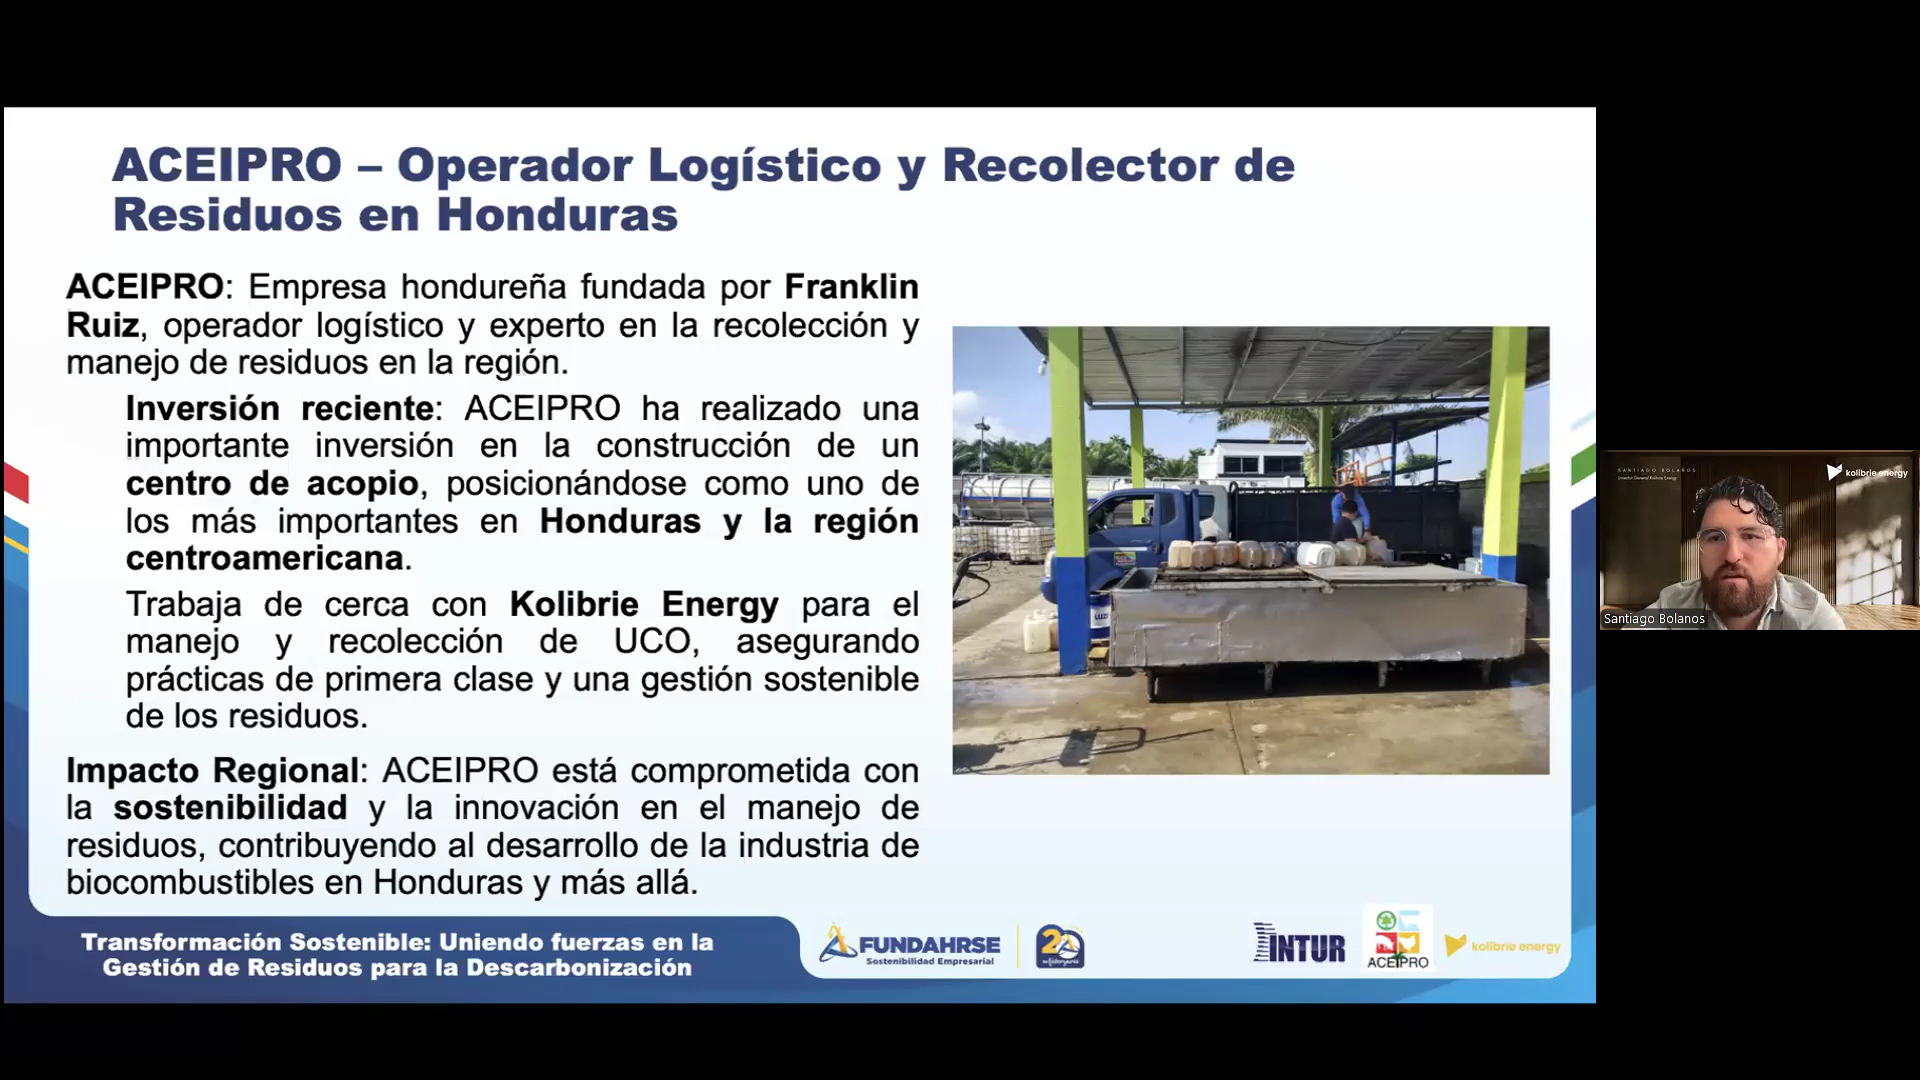 ACEIPRO – Operador Logístico y Recolector de
Residuos en Honduras
ACEIPRO: Empresa hondureña fundada por Franklin
Ruiz, operador logístico y experto en la recolección y
manejo de residuos en la región.
Inversión reciente: ACEIPRO ha realizado una
importante inversión en la construcción de un
centro de acopio, posicionándose como uno de
los más importantes en Honduras y la región
centroamericana.
Trabaja de cerca con Kolibrie Energy para el
manejo y recolección de UCO, asegurando
prácticas de primera clase y una gestión sostenible
de los residuos.
Impacto Regional: ACEIPRO está comprometida con
la sostenibilidad y la innovación en el manejo de
residuos, contribuyendo al desarrollo de la industria de
biocombustibles en Honduras y más allá.
Transformación Sostenible: Uniendo fuerzas en la
Gestión de Residuos para la Descarbonización
FUNDAHRSE
Sostenibilidad Empresarial
20
INTUR
ACEIPRO
kolibrie energy
SANTIAGO BOLAÑOS
kolibrie energy
Santiago Bolanos